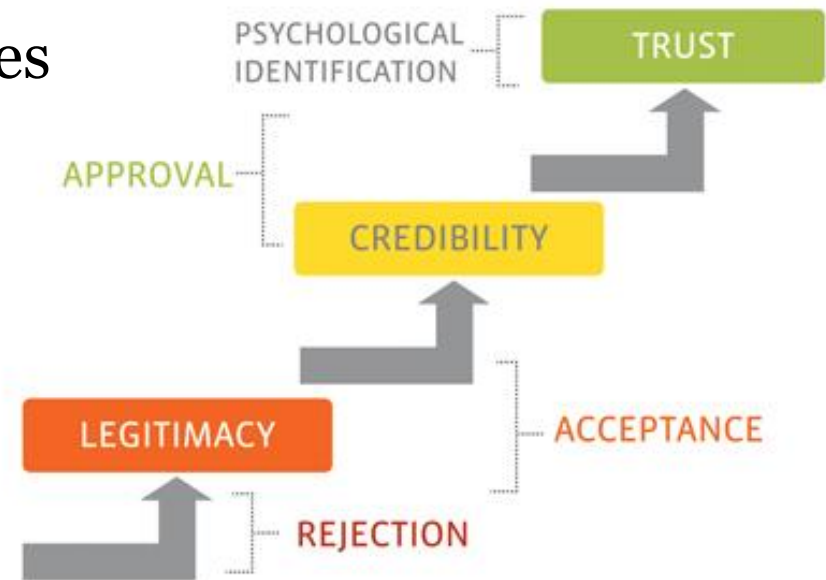 es
PSYCHOLOGICAL
IDENTIFICATION
TRUST
APPROVAL
CREDIBILITY
LEGITIMACY
ACCEPTANCE
REJECTION